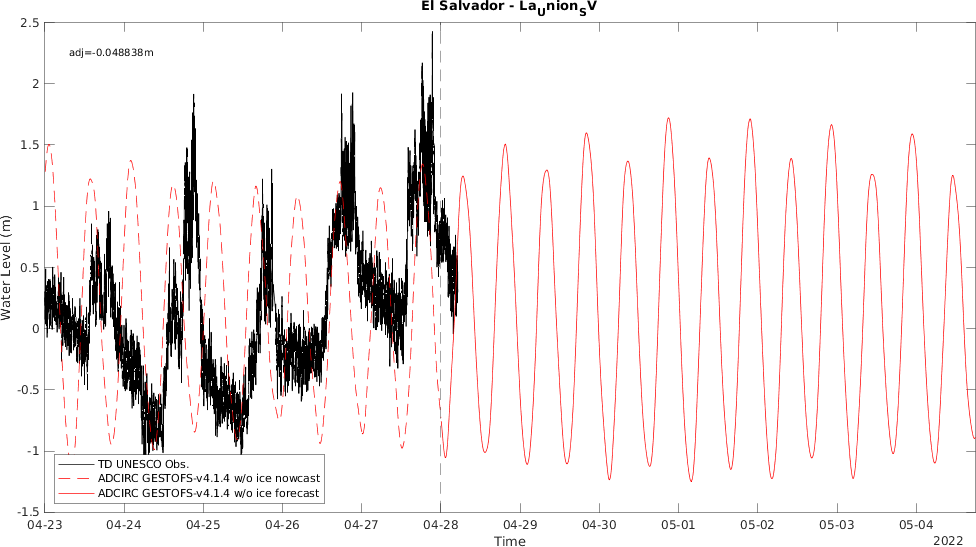 El Salvador - LaUnionSV
adj=-0.048838m
2.5
2
1.5
1
0.5
0
-0.5
-1
-1.5
Water Level (m)
TD UNESCO Obs.
ADCIRC GESTOFS-v4.1.4 w/o ice nowcast
ADCIRC GESTOFS-v4.1.4 w/o ice forecast
04-23 04-24 04-25 04-26 04-27 04-28 04-29 04-30 05-01 05-02 05-03 05-04
Time
2022